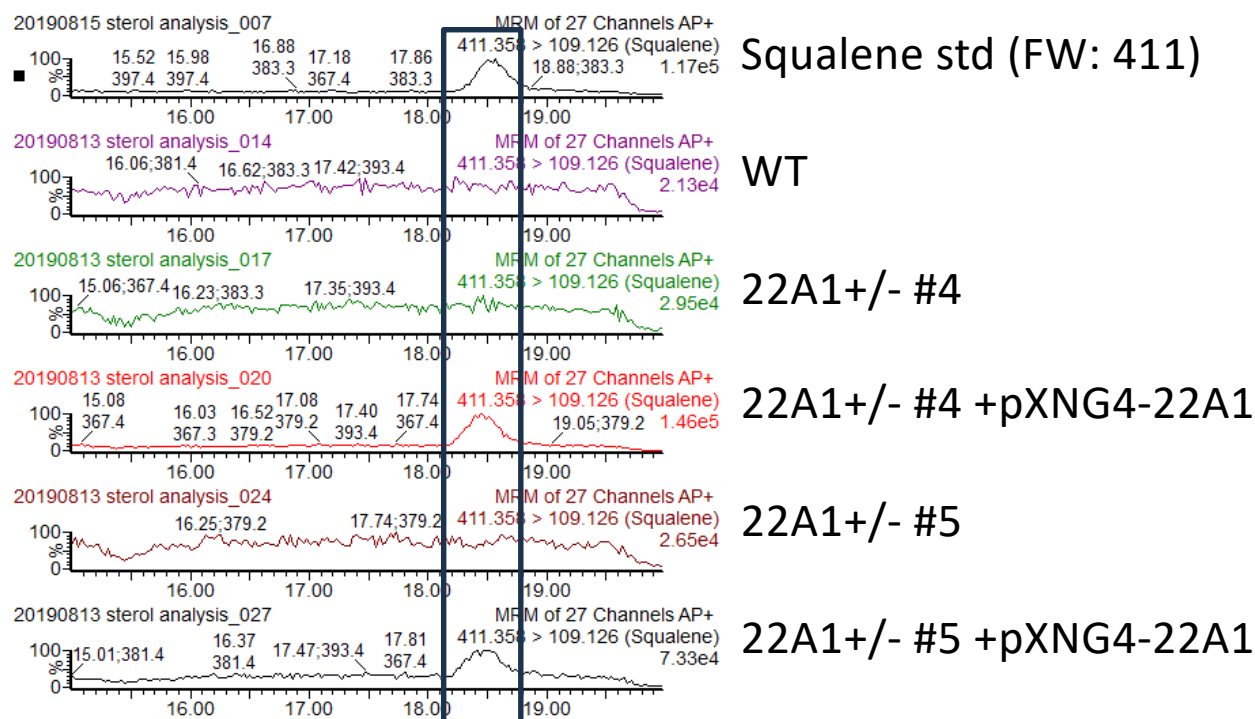 20190815 sterol analysis_007
MRM of 27 Channels AP+
411.358 > 109.126 (Squalene)
1.17e5
15.52
397.4
15.98
397.4
16.88
383.3
17.18
367.4
17.86
383.3
18.88;383.3
100
%
0
16.00 17.00 18.00 19.00
Squalene std (FW: 411)
20190813 sterol analysis_014
MRM of 27 Channels AP+
411.358 > 109.126 (Squalene)
2.13e4
16.06;381.4
16.62;383.3
17.42;393.4
100
%
0
16.00 17.00 18.00 19.00
WT
20190813 sterol analysis_017
MRM of 27 Channels AP+
411.358 > 109.126 (Squalene)
2.95e4
15.06;367.4
16.23;383.3
17.35;393.4
100
%
0
16.00 17.00 18.00 19.00
22A1+/- #4
20190813 sterol analysis_020
MRM of 27 Channels AP+
411.358 > 109.126 (Squalene)
1.46e5
15.08
367.4
16.03
367.3
16.52
379.2
17.08
379.2
17.40
393.4
17.74
367.4
19.05;379.2
100
%
0
16.00 17.00 18.00 19.00
22A1+/- #4 +pXNG4-22A1
20190813 sterol analysis_024
MRM of 27 Channels AP+
411.358 > 109.126 (Squalene)
2.65e4
16.25;379.2
17.74;379.2
100
%
0
16.00 17.00 18.00 19.00
22A1+/- #5
20190813 sterol analysis_027
MRM of 27 Channels AP+
411.358 > 109.126 (Squalene)
7.33e4
15.01;381.4
16.37
381.4
17.47;393.4
17.81
367.4
100
%
0
16.00 17.00 18.00 19.00
22A1+/- #5 +pXNG4-22A1